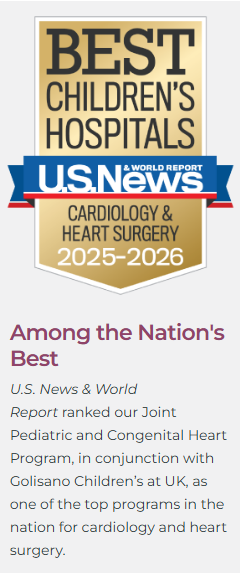 BEST
CHILDREN'S
HOSPITALS
& WORLD REPORT
U.S. News
CARDIOLOGY &
HEART SURGERY
2025–2026
Among the Nation's
Best
U.S. News & World
Report ranked our Joint
Pediatric and Congenital Heart
Program, in conjunction with
Golisano Children's at UK, as
one of the top programs in the
nation for cardiology and heart
surgery.